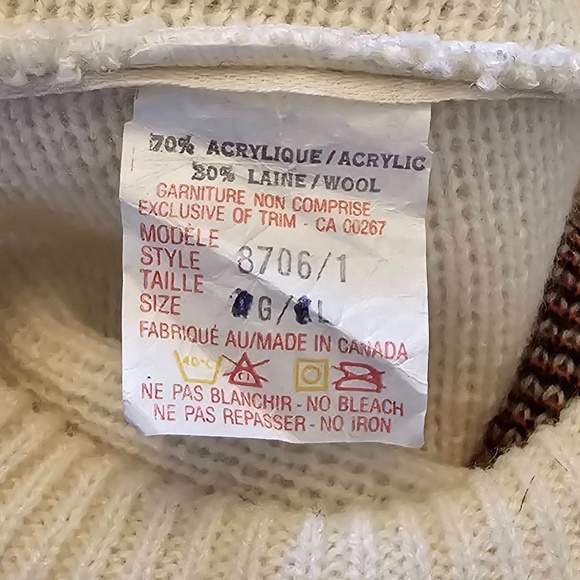 70% ACRYLIQUE/ACRYLIC
30% LAINE/WOOL
GARNITURE NON COMPRISE
EXCLUSIVE OF TRIM - CA 00267
MODÈLE
STYLE 8706/1
TAILLE
SIZE G/ L
FABRIQUÉ AU/MADE IN CANADA
40°C
NE PAS BLANCHIR - NO BLEACH
NE PAS REPASSER - NO IRON